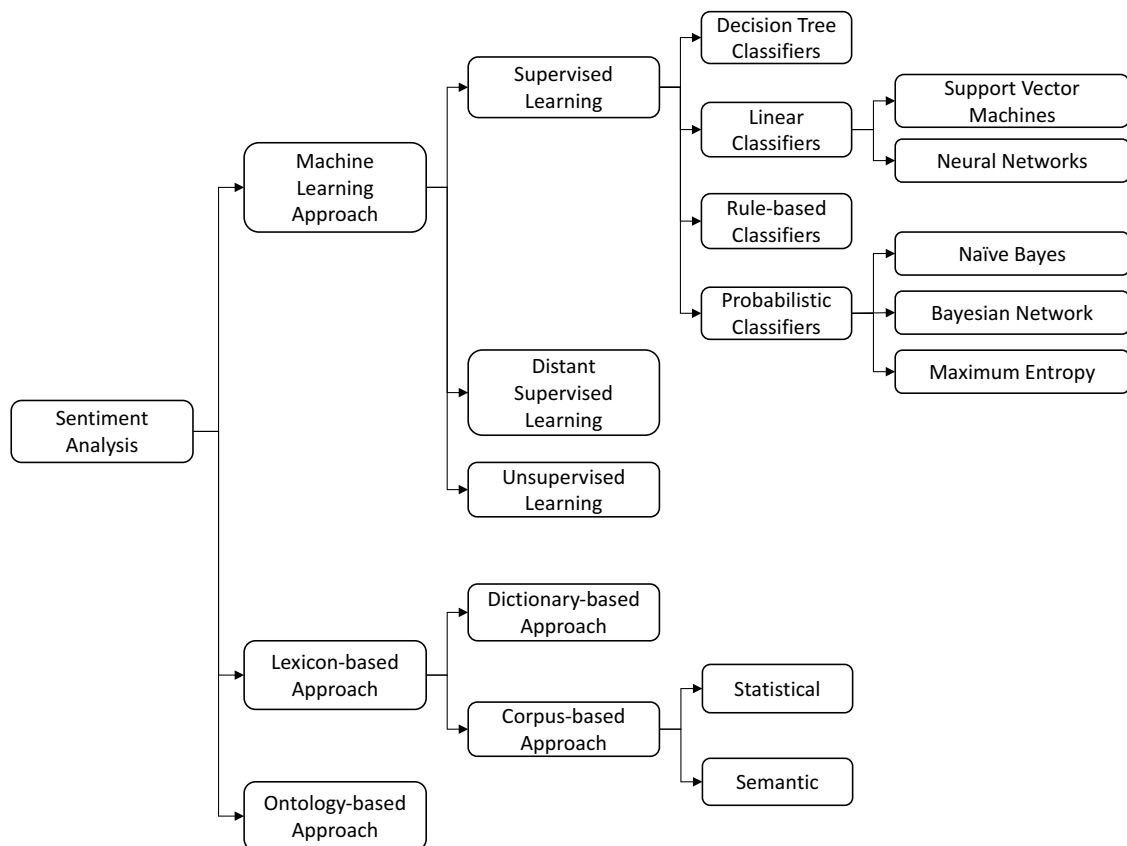 Sentiment
Analysis
Machine
Learning
Approach
Supervised
Learning
Decision Tree
Classifiers
Linear
Classifiers
Support Vector
Machines
Neural Networks
Rule-based
Classifiers
Probabilistic
Classifiers
Naïve Bayes
Bayesian Network
Maximum Entropy
Distant
Supervised
Learning
Unsupervised
Learning
Lexicon-based
Approach
Dictionary-based
Approach
Corpus-based
Approach
Statistical
Semantic
Ontology-based
Approach